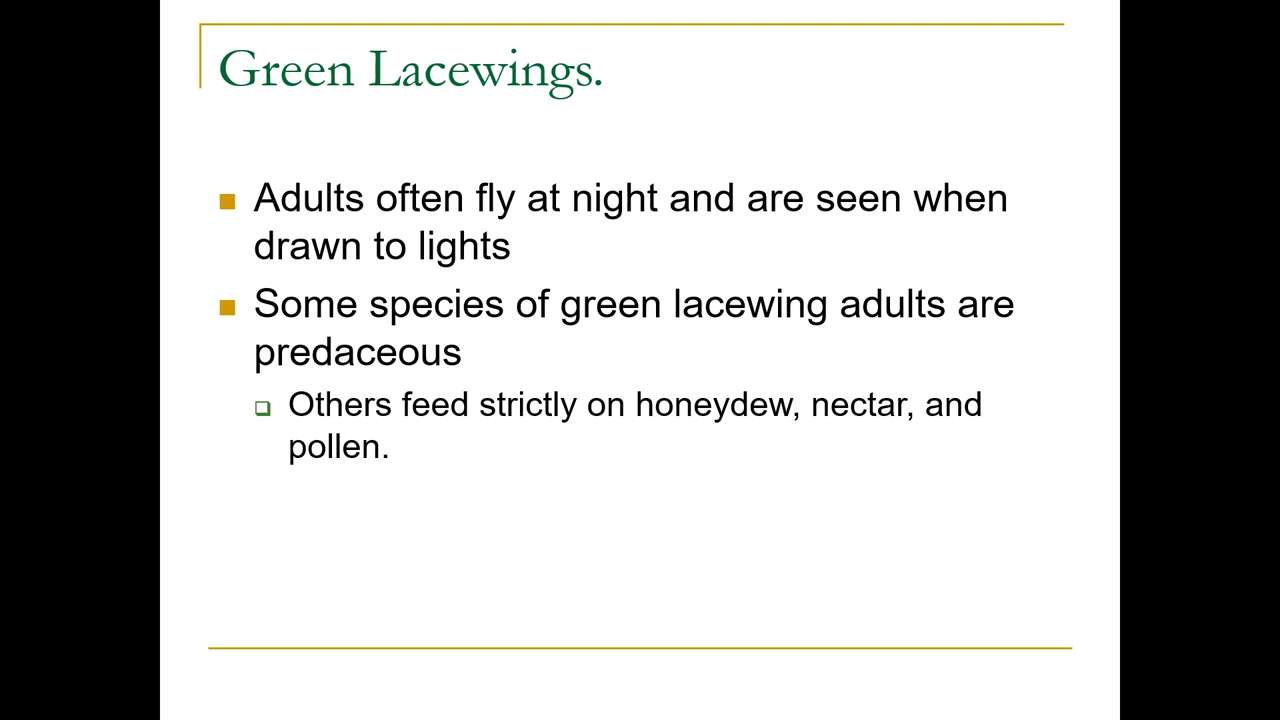 Green Lacewings.
Adults often fly at night and are seen when
drawn to lights
Some species of green lacewing adults are
predaceous
Others feed strictly on honeydew, nectar, and
pollen.